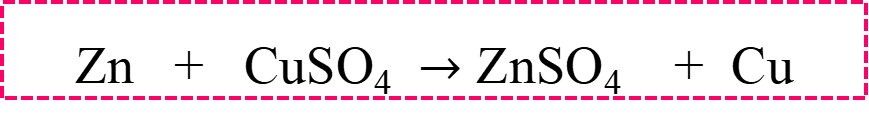 Zn + CuSO₄ → ZnSO₄ + Cu